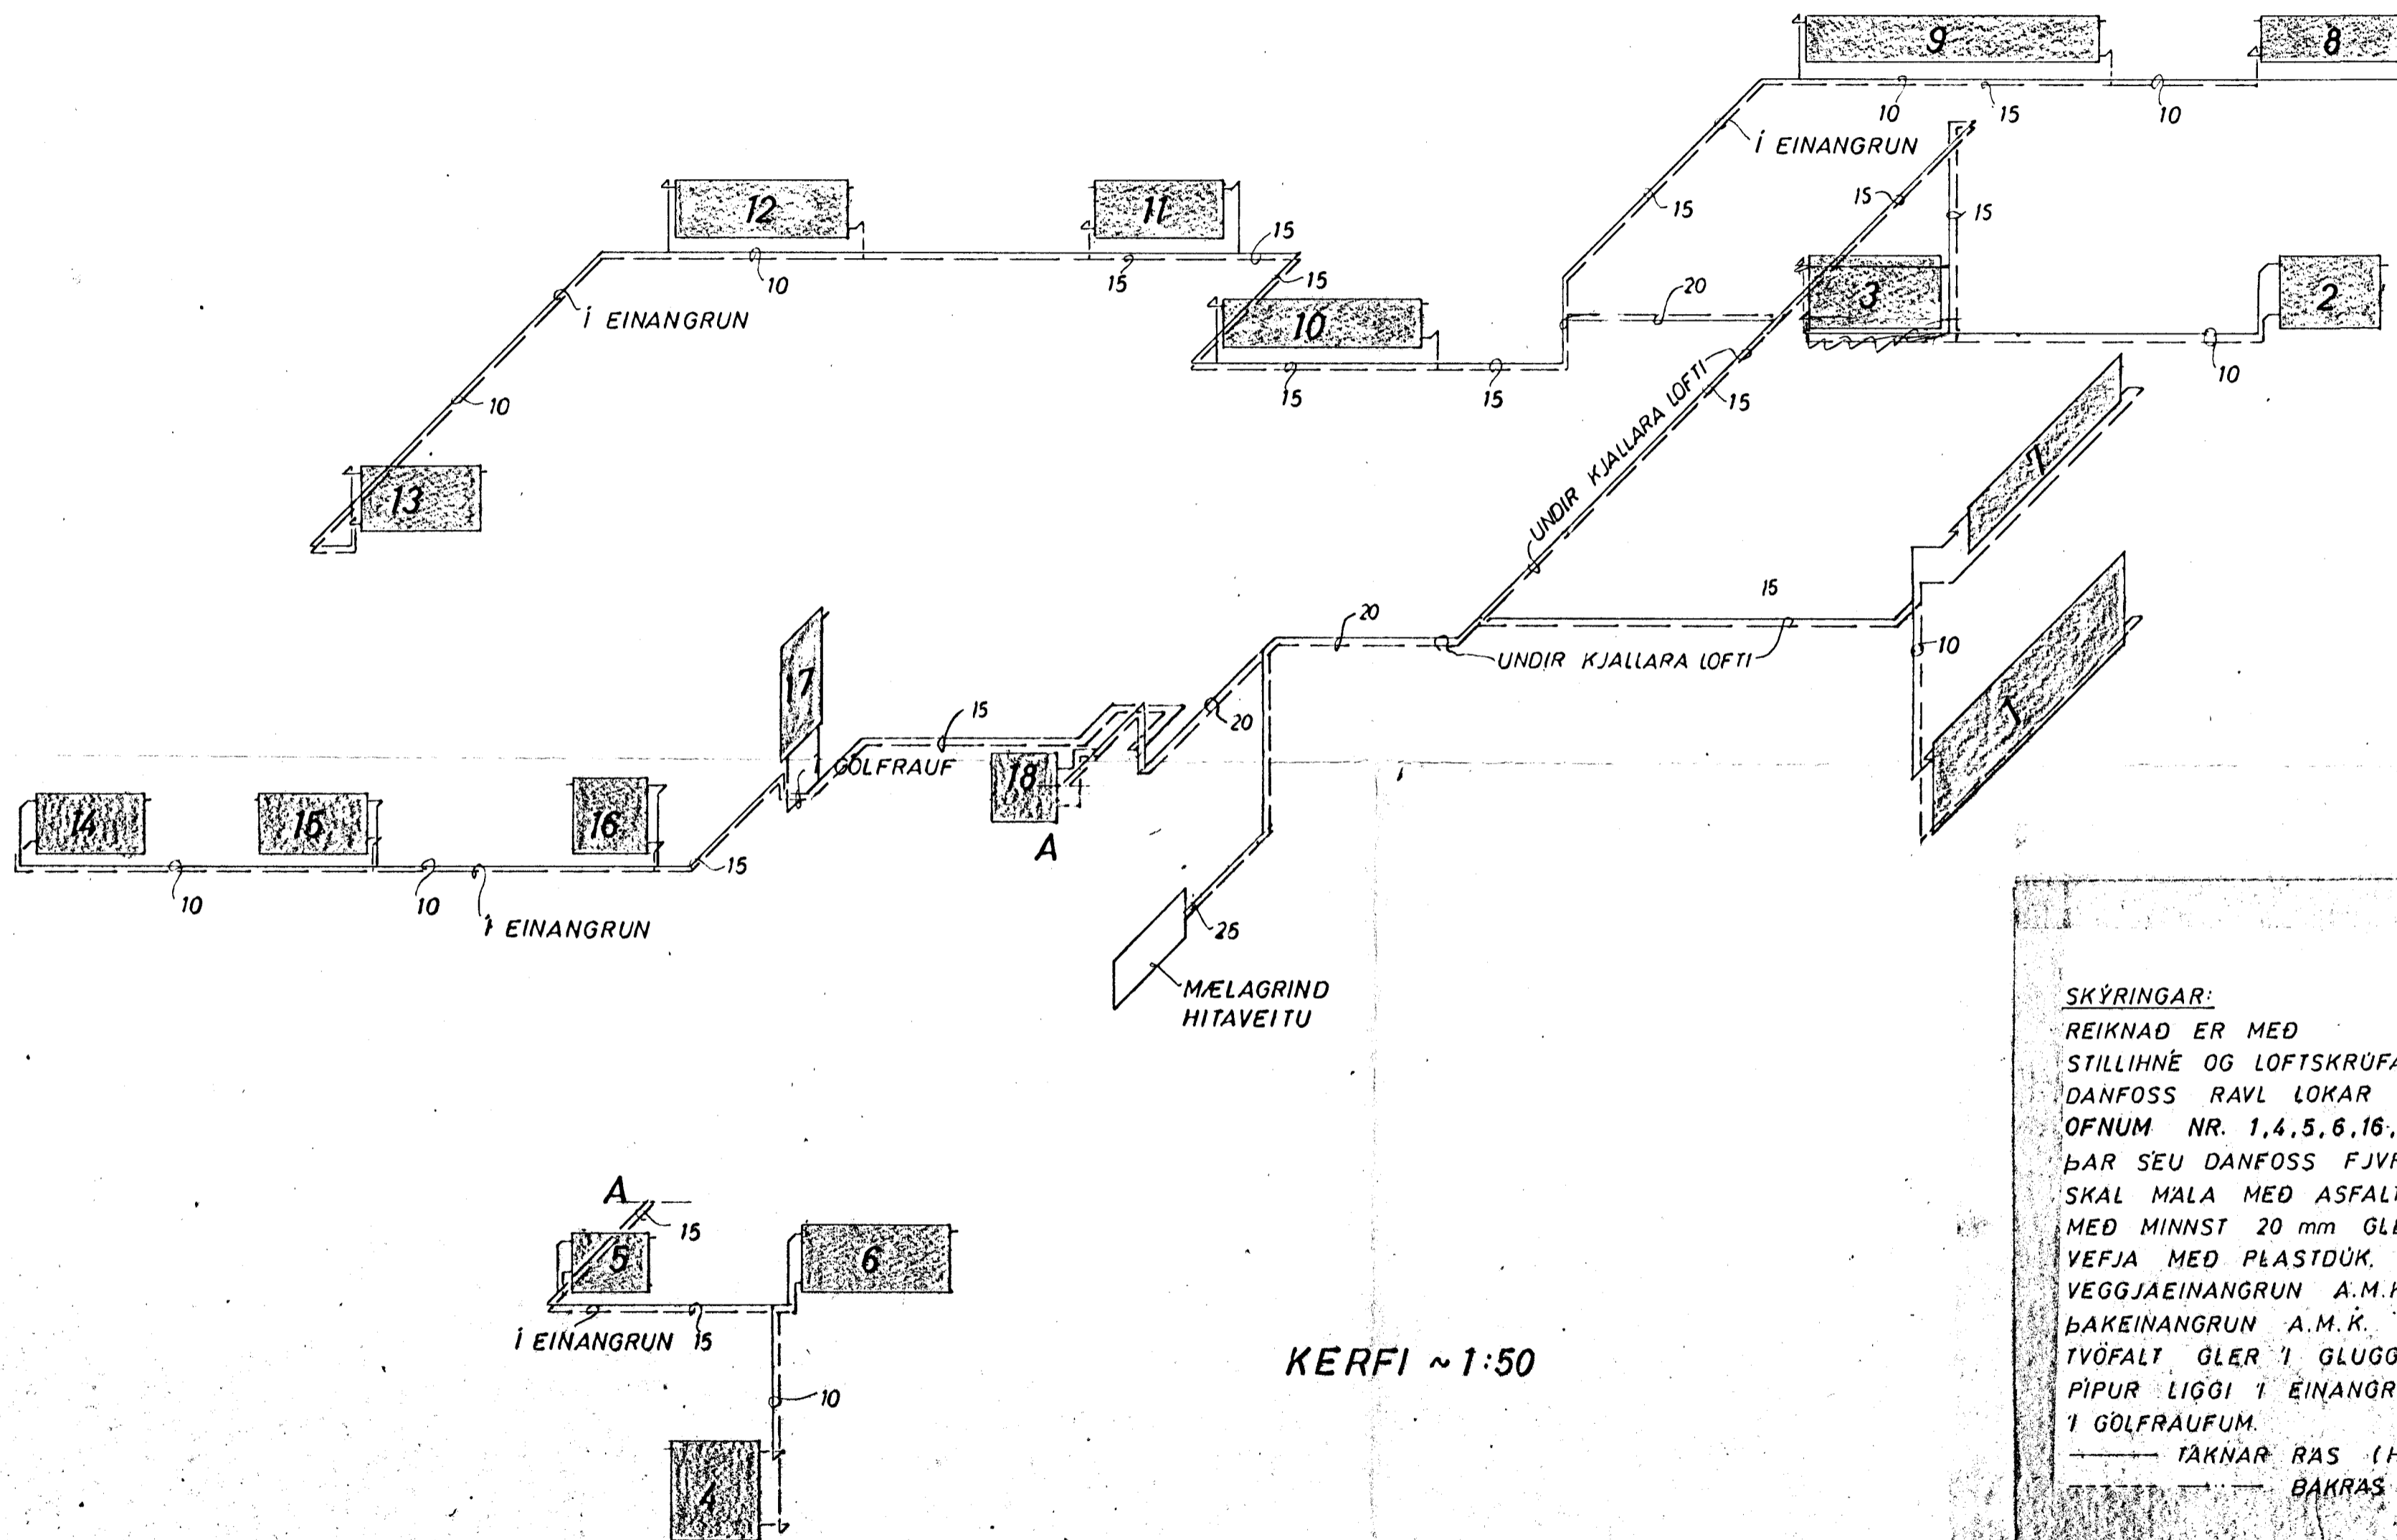 9
8
10
15
10
Í EINANGRUN
15
15
15
12
11
15
10
15
15
Í EINANGRUN
10
20
3
2
10
15
15
10
13
UNDIR KJALLARA LOFTI
15
7
15
20
UNDIR KJALLARA LOFTI
10
1
17
15
20
GÓLFRAUF
18
A
14
15
16
15
10
10
Í EINANGRUN
25
MÆLAGRIND
HITAVEITU
A
15
5
6
Í EINANGRUN
15
10
4
KERFI ~ 1:50
SKÝRINGAR:
REIKNAÐ ER MEÐ
STILLIHNÉ OG LOFTSKRÚFA
DANFOSS RAVL LOKAR
OFNUM NR. 1,4,5,6,16,
ÞAR SÉU DANFOSS FJVR
SKAL MÁLA MEÐ ASFALT
MEÐ MINNST 20 mm GLE
VEFJA MEÐ PLASTDÚK.
VEGGJAEINANGRUN A.M.K
ÞAKEINANGRUN A.M.K.
TVÖFALT GLER Í GLUGG
PÍPUR LIGGI Í EINANGR
Í GÓLFRAUFUM.
TÁKNAR RÁS (H
BAKRÁS